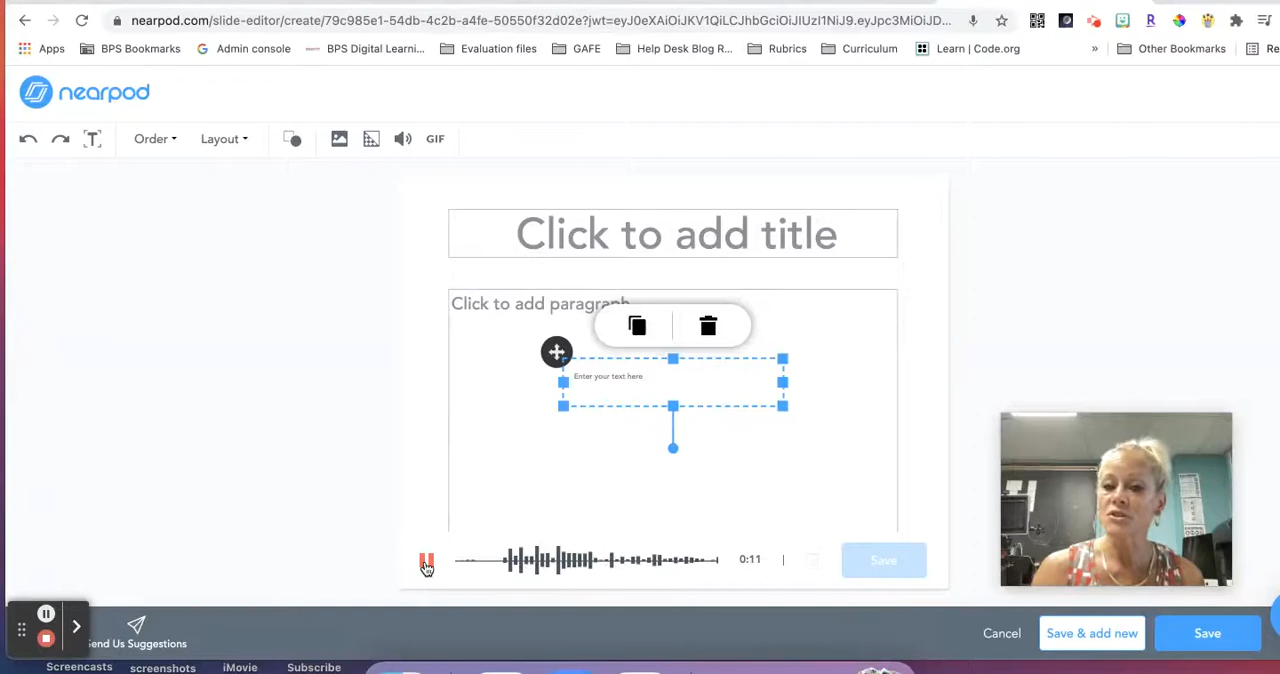 nearpod.com/slide-editor/create/79c985e1-54db-4c2b-a4fe-50550f32d02e?jwt=eyJ0eXAiOiJKV1QiLCJhbGciOiJIUzI1NiJ9.eyJpc3MiOiJD...
Apps BPS Bookmarks Admin console BPS Digital Learni... Evaluation files GAFE Help Desk Blog R... Rubrics Curriculum Learn | Code.org » Other Bookmarks Re
nearpod
Order Layout GIF
Click to add title
Click to add paragraph
Enter your text here
0:11 Save
Send Us Suggestions Cancel Save & add new Save
Screencasts screenshots iMovie Subscribe